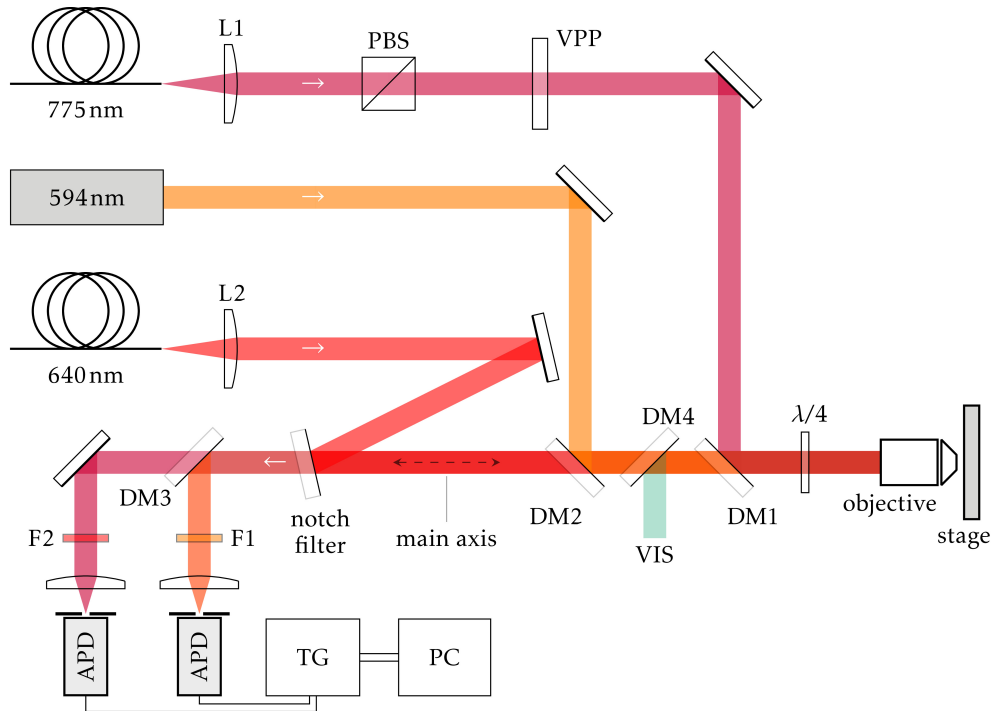 L1
PBS
VPP
775 nm
594 nm
L2
640 nm
DM4
λ/4
DM3
DM2
DM1
objective
notch
filter
main axis
F2
F1
VIS
stage
APD
APD
TG
PC